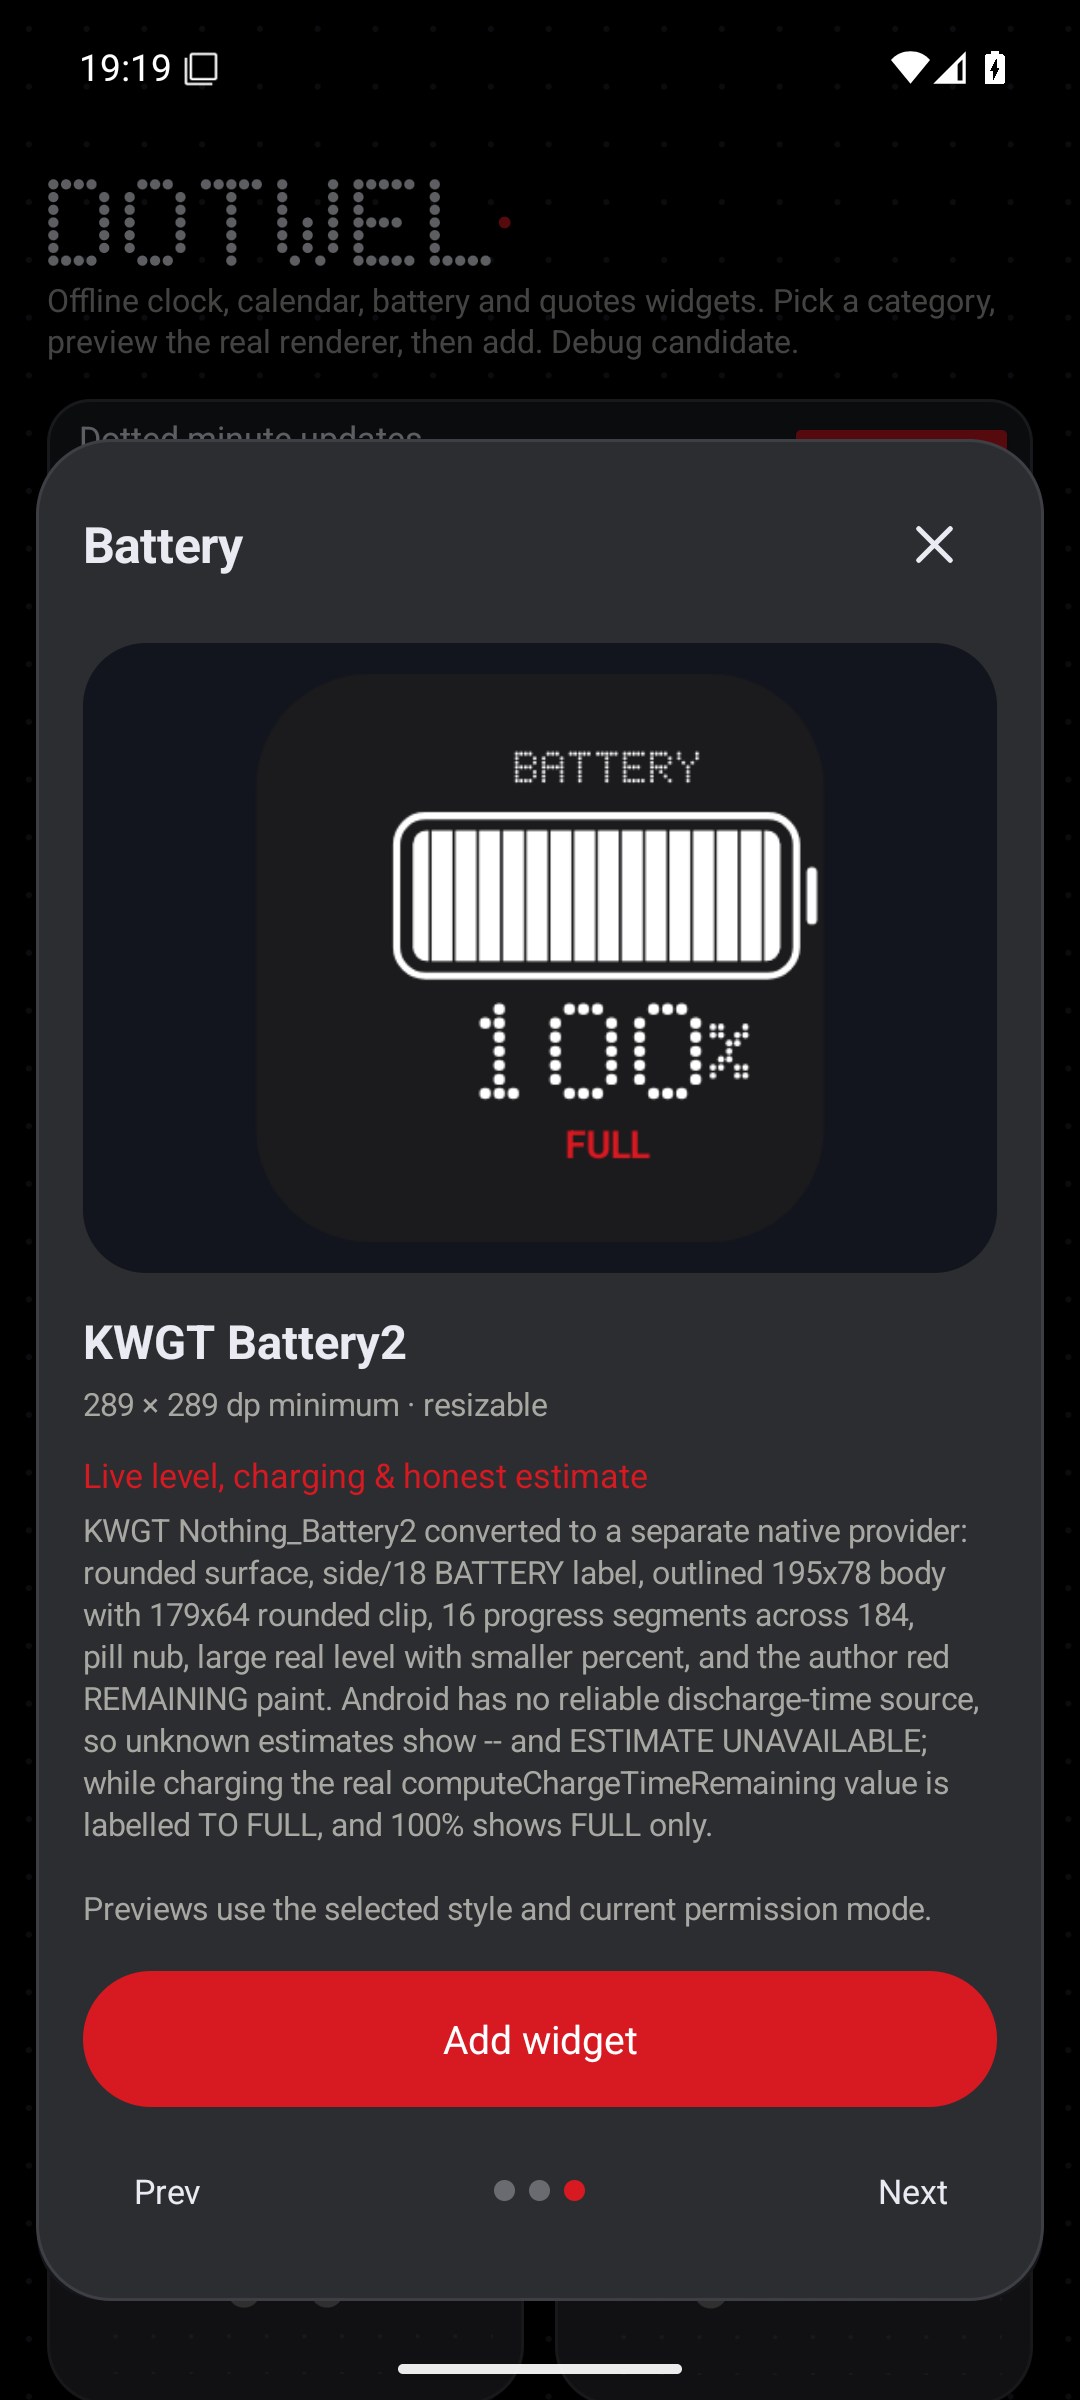 19:19
DOTWEL
Offline clock, calendar, battery and quotes widgets. Pick a category,
preview the real renderer, then add. Debug candidate.
Dotted minute updates
Battery
BATTERY
100%
FULL
KWGT Battery2
289 × 289 dp minimum · resizable
Live level, charging & honest estimate
KWGT Nothing_Battery2 converted to a separate native provider:
rounded surface, side/18 BATTERY label, outlined 195x78 body
with 179x64 rounded clip, 16 progress segments across 184,
pill nub, large real level with smaller percent, and the author red
REMAINING paint. Android has no reliable discharge-time source,
so unknown estimates show -- and ESTIMATE UNAVAILABLE;
while charging the real computeChargeTimeRemaining value is
labelled TO FULL, and 100% shows FULL only.
Previews use the selected style and current permission mode.
Add widget
Prev
Next